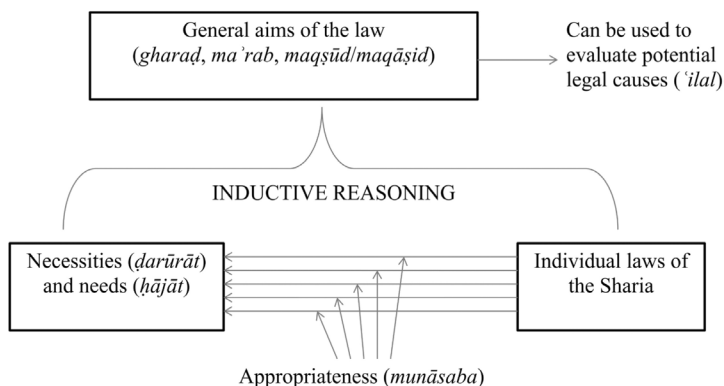 General aims of the law
(gharaḍ, maʾrab, maqṣūd/maqāṣid)
Can be used to
evaluate potential
legal causes (ʿilal)
INDUCTIVE REASONING
Necessities (ḍarūrāt)
and needs (ḥājāt)
Individual laws of
the Sharia
Appropriateness (munāsaba)